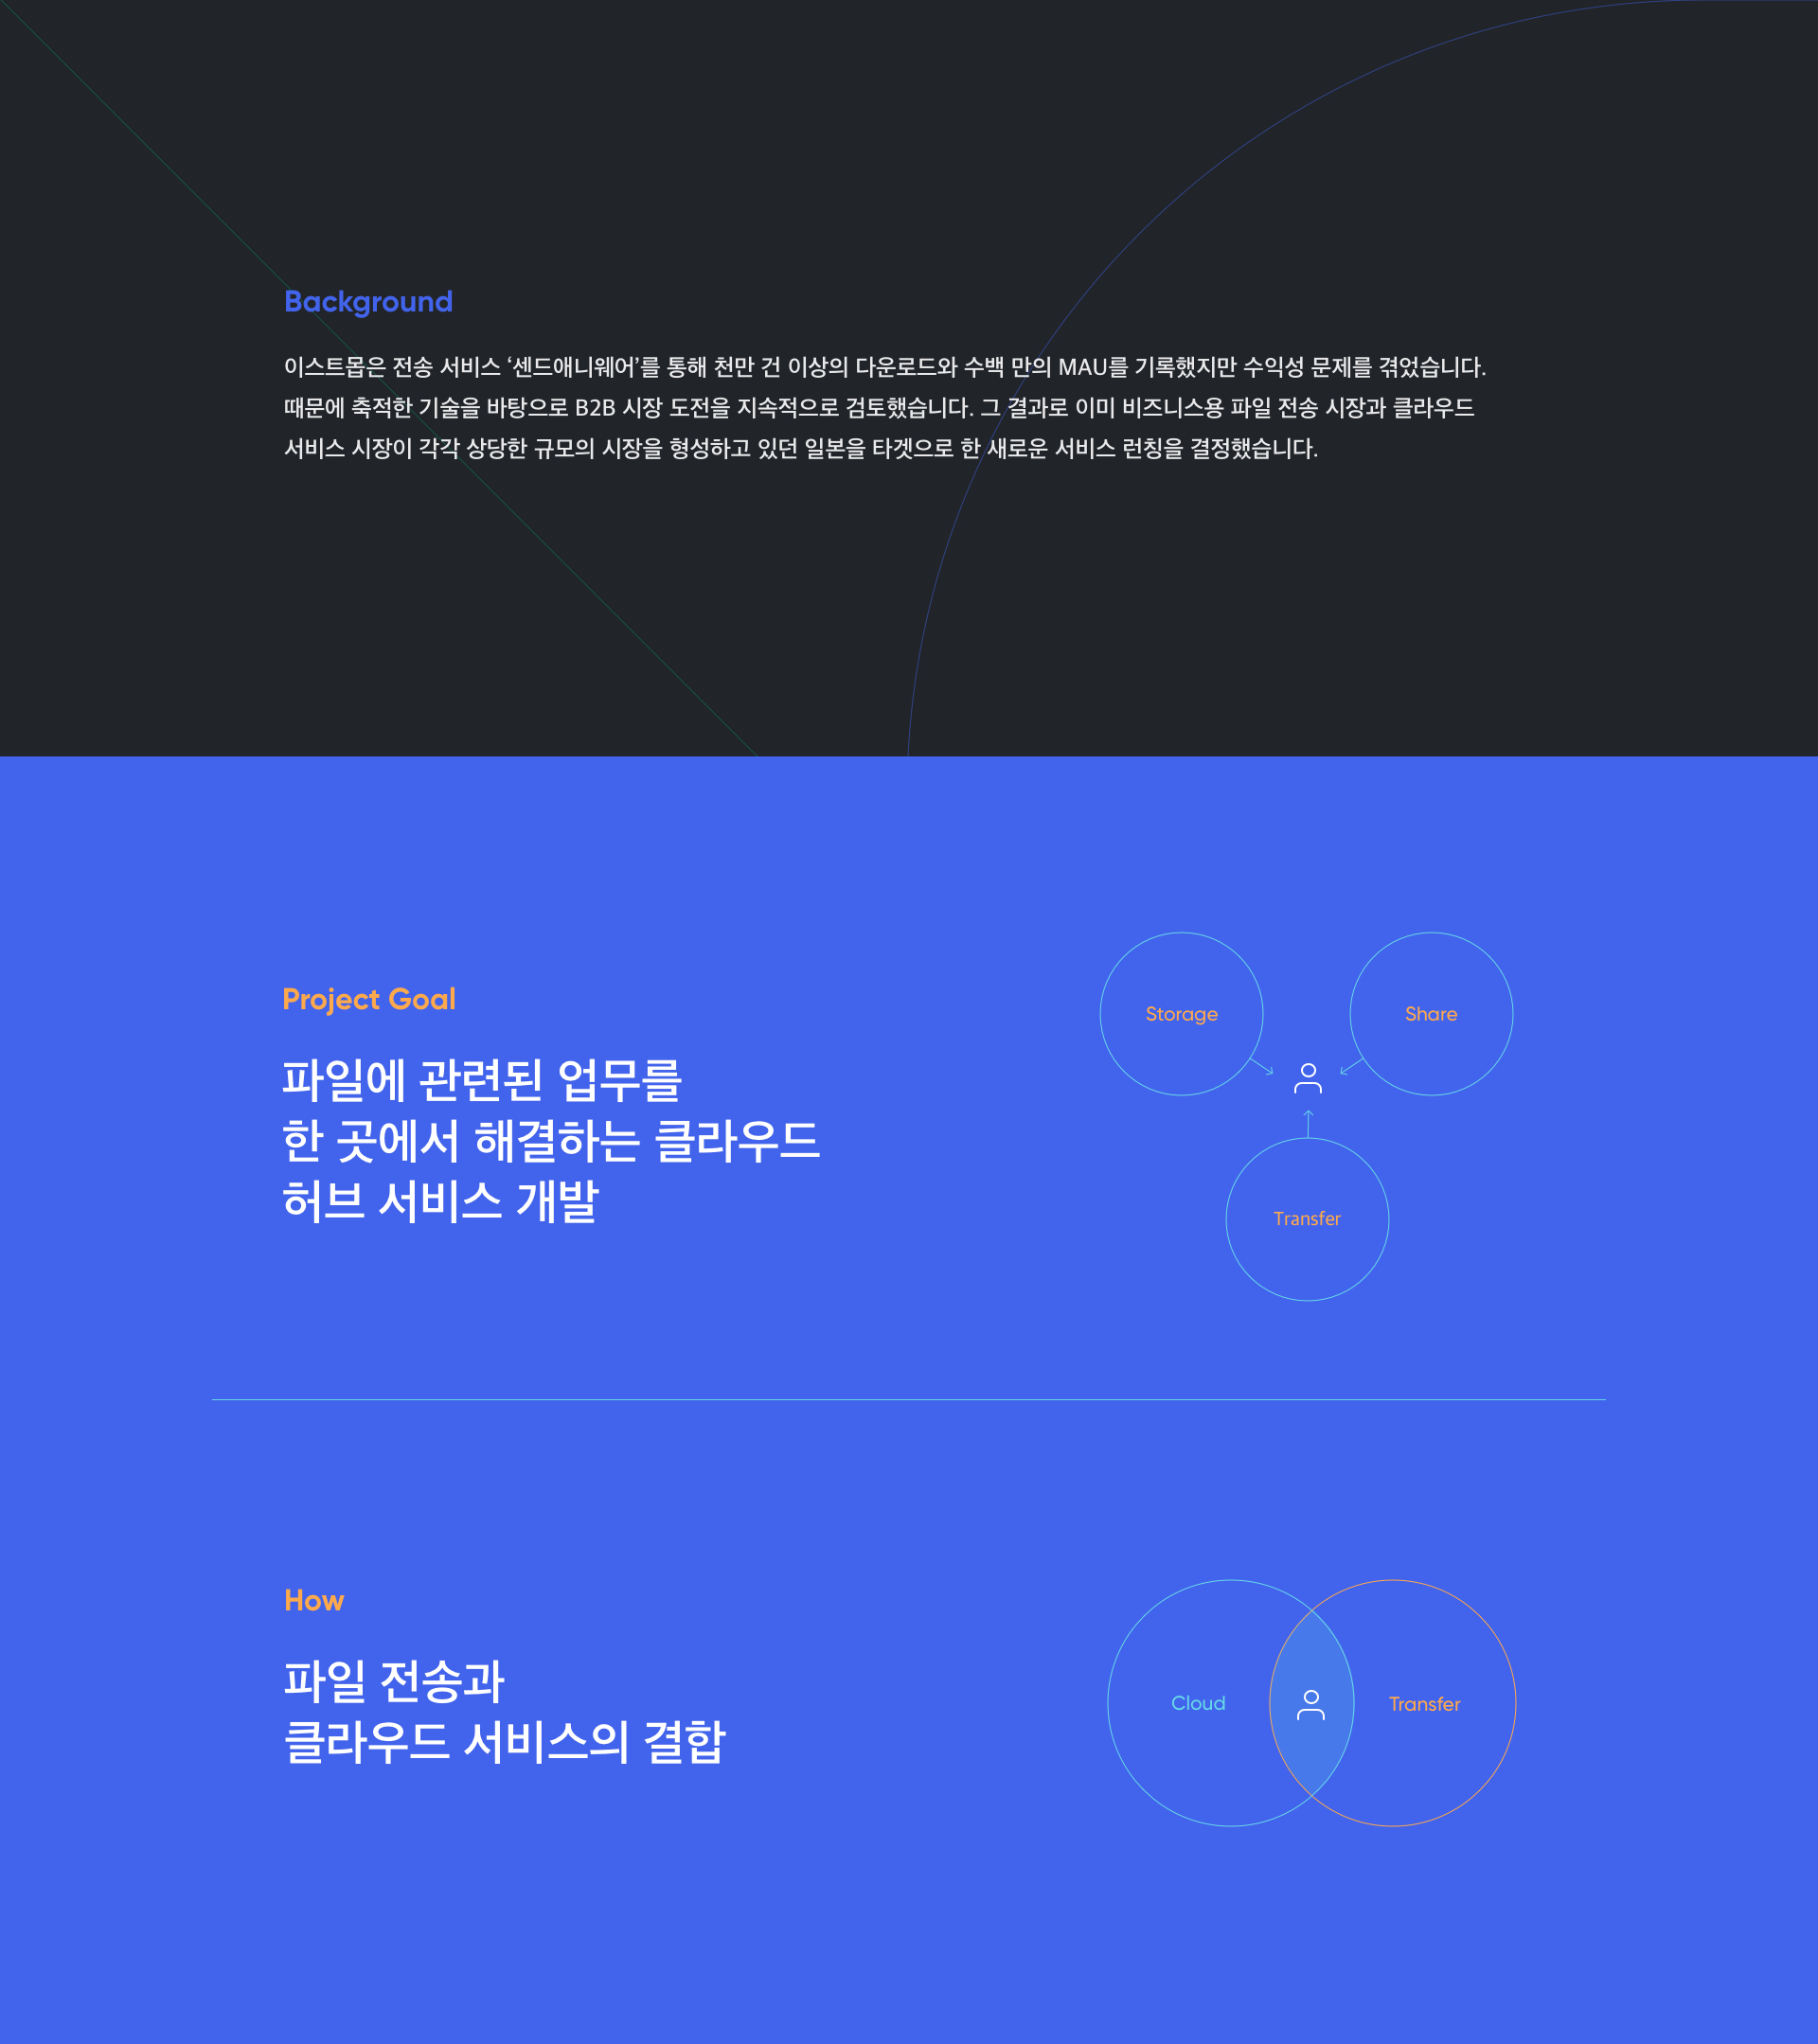 Background
이스트몹은 전송 서비스 ‘센드애니웨어’를 통해 천만 건 이상의 다운로드와 수백 만의 MAU를 기록했지만 수익성 문제를 겪었습니다.
때문에 축적한 기술을 바탕으로 B2B 시장 도전을 지속적으로 검토했습니다. 그 결과로 이미 비즈니스용 파일 전송 시장과 클라우드
서비스 시장이 각각 상당한 규모의 시장을 형성하고 있던 일본을 타겟으로 한 새로운 서비스 런칭을 결정했습니다.
Project Goal
파일에 관련된 업무를
한 곳에서 해결하는 클라우드
허브 서비스 개발
Storage
Share
Transfer
How
파일 전송과
클라우드 서비스의 결합
Cloud
Transfer